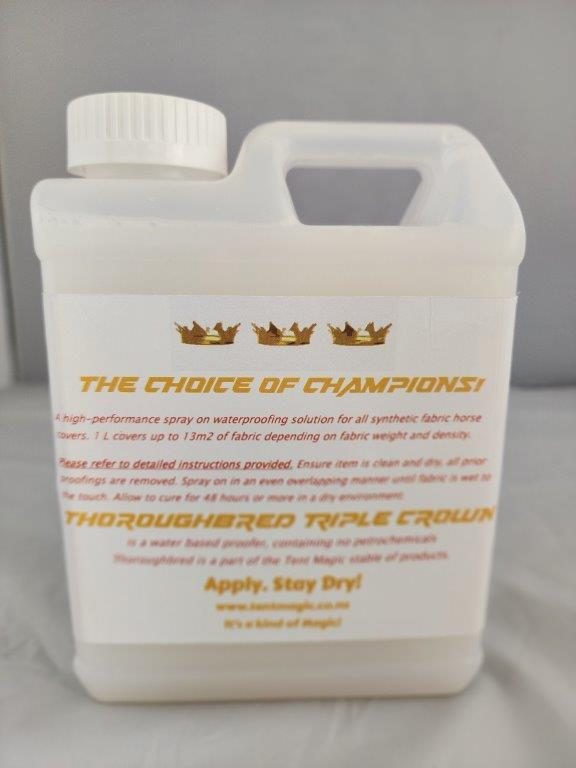 THE CHOICE OF CHAMPIONS!
A high-performance spray on waterproofing solution for all synthetic fabric horse
covers. 1 L covers up to 13m2 of fabric depending on fabric weight and density.
Please refer to detailed instructions provided. Ensure item is clean and dry, all prior
proofings are removed. Spray on in an even overlapping manner until fabric is wet to
the touch. Allow to cure for 48 hours or more in a dry environment.
THOROUGHBRED TRIPLE CROWN
is a water based proofer, containing no petrochemicals
Thoroughbred is a part of the Tent Magic stable of products.
Apply. Stay Dry!
www.tentmagic.co.nz
It's a kind of Magic!